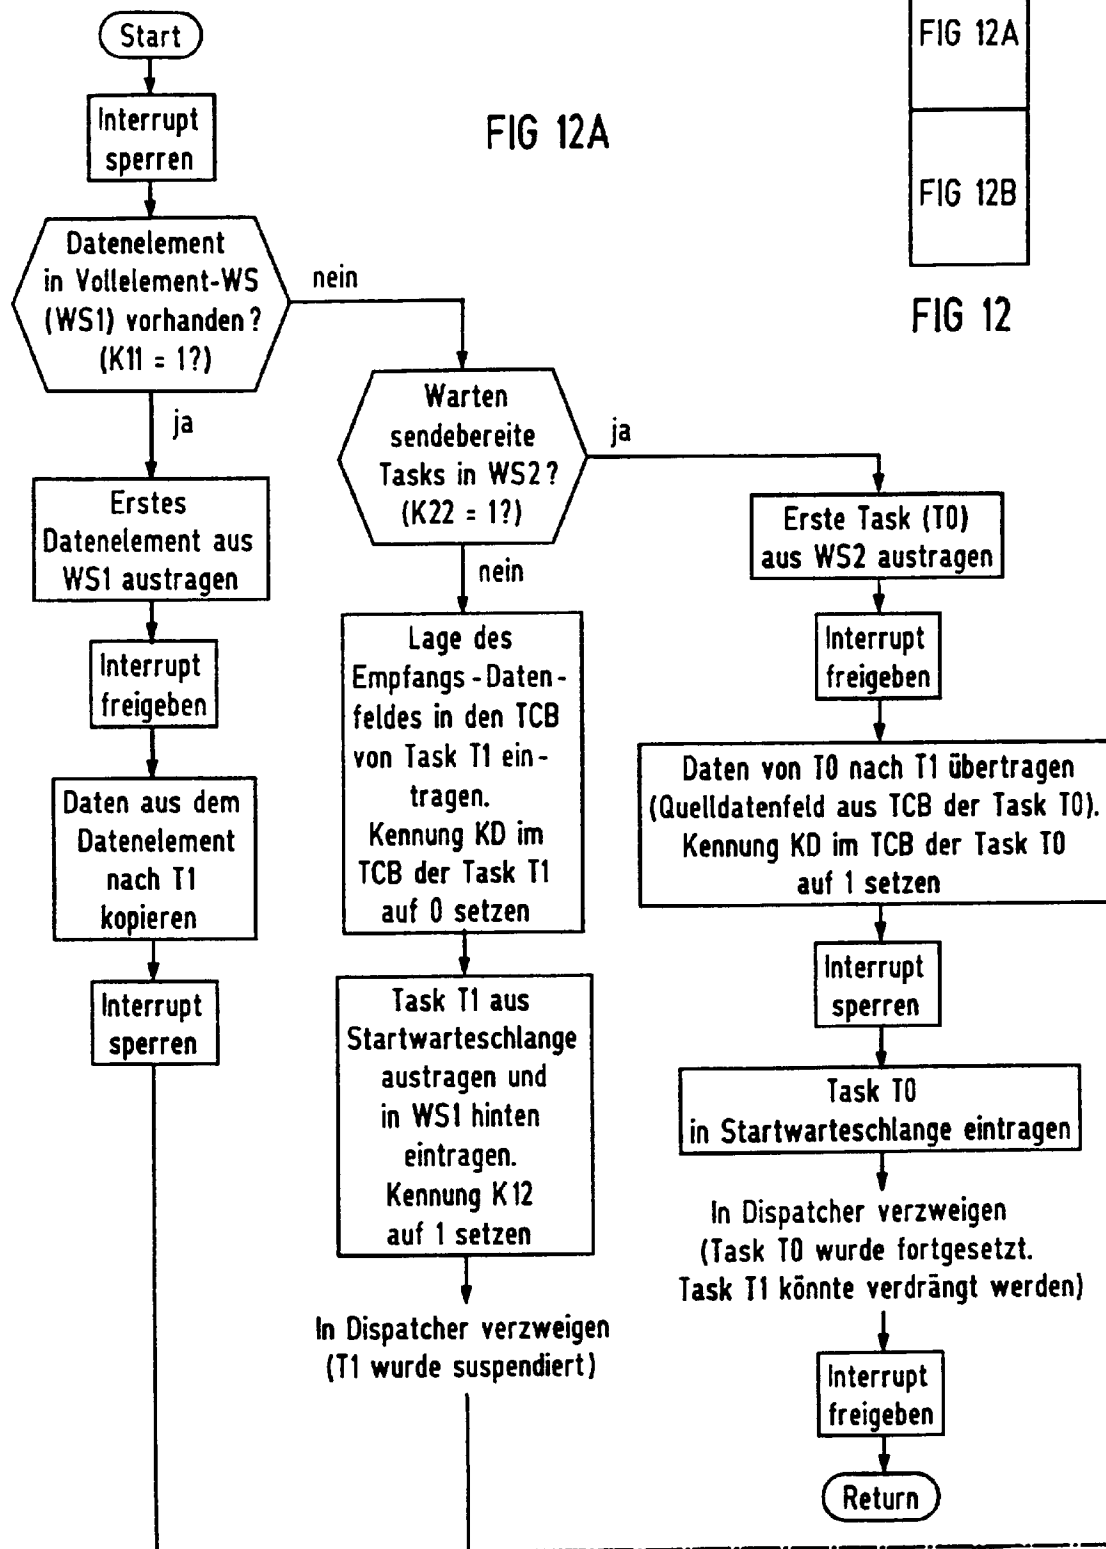 Start
Interrupt
sperren
FIG 12A
FIG 12A
FIG 12B
FIG 12
Datenelement
in Vollelement-WS
(WS1) vorhanden?
(K11 = 1?)
nein
ja
Warten
sendebereite
Tasks in WS2?
(K22 = 1?)
ja
nein
Erstes
Datenelement aus
WS1 austragen
Interrupt
freigeben
Daten aus dem
Datenelement
nach T1
kopieren
Interrupt
sperren
Lage des
Empfangs-Daten-
feldes in den TCB
von Task T1 ein-
tragen.
Kennung KD im
TCB der Task T1
auf 0 setzen
Task T1 aus
Startwarteschlange
austragen und
in WS1 hinten
eintragen.
Kennung K12
auf 1 setzen
In Dispatcher verzweigen
(T1 wurde suspendiert)
Erste Task (T0)
aus WS2 austragen
Interrupt
freigeben
Daten von T0 nach T1 übertragen
(Quelldatenfeld aus TCB der Task T0).
Kennung KD im TCB der Task T0
auf 1 setzen
Interrupt
sperren
Task T0
in Startwarteschlange eintragen
In Dispatcher verzweigen
(Task T0 wurde fortgesetzt.
Task T1 könnte verdrängt werden)
Interrupt
freigeben
Return